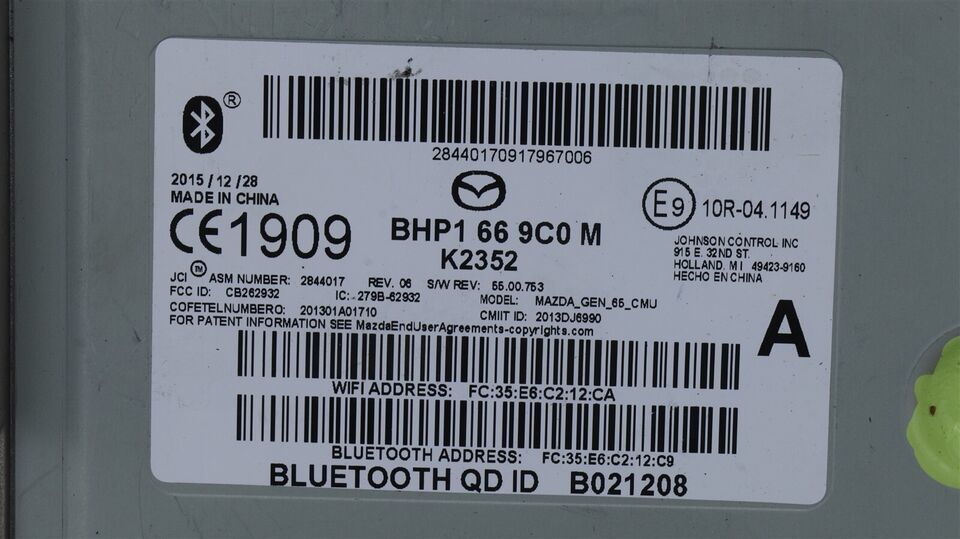 ®
28440170917967006
2015/12/28
MADE IN CHINA
CE1909
BHP1 66 9C0 M
K2352
E9 10R-04.1149
JOHNSON CONTROL INC
915 E. 32ND ST.
HOLLAND, MI 49423-9160
HECHO EN CHINA
JCI™ ASM NUMBER: 2844017 REV. 06 S/W REV: 55.00.753
FCC ID: CB262932 IC: 279B-62932 MODEL: MAZDA_GEN_65_CMU
COFETELNUMBERO: 201301A01710 CMIIT ID: 2013DJ6990
FOR PATENT INFORMATION SEE MazdaEndUserAgreements-copyrights.com
A
WIFI ADDRESS: FC:35:E6:C2:12:CA
BLUETOOTH ADDRESS: FC:35:E6:C2:12:C9
BLUETOOTH QD ID B021208